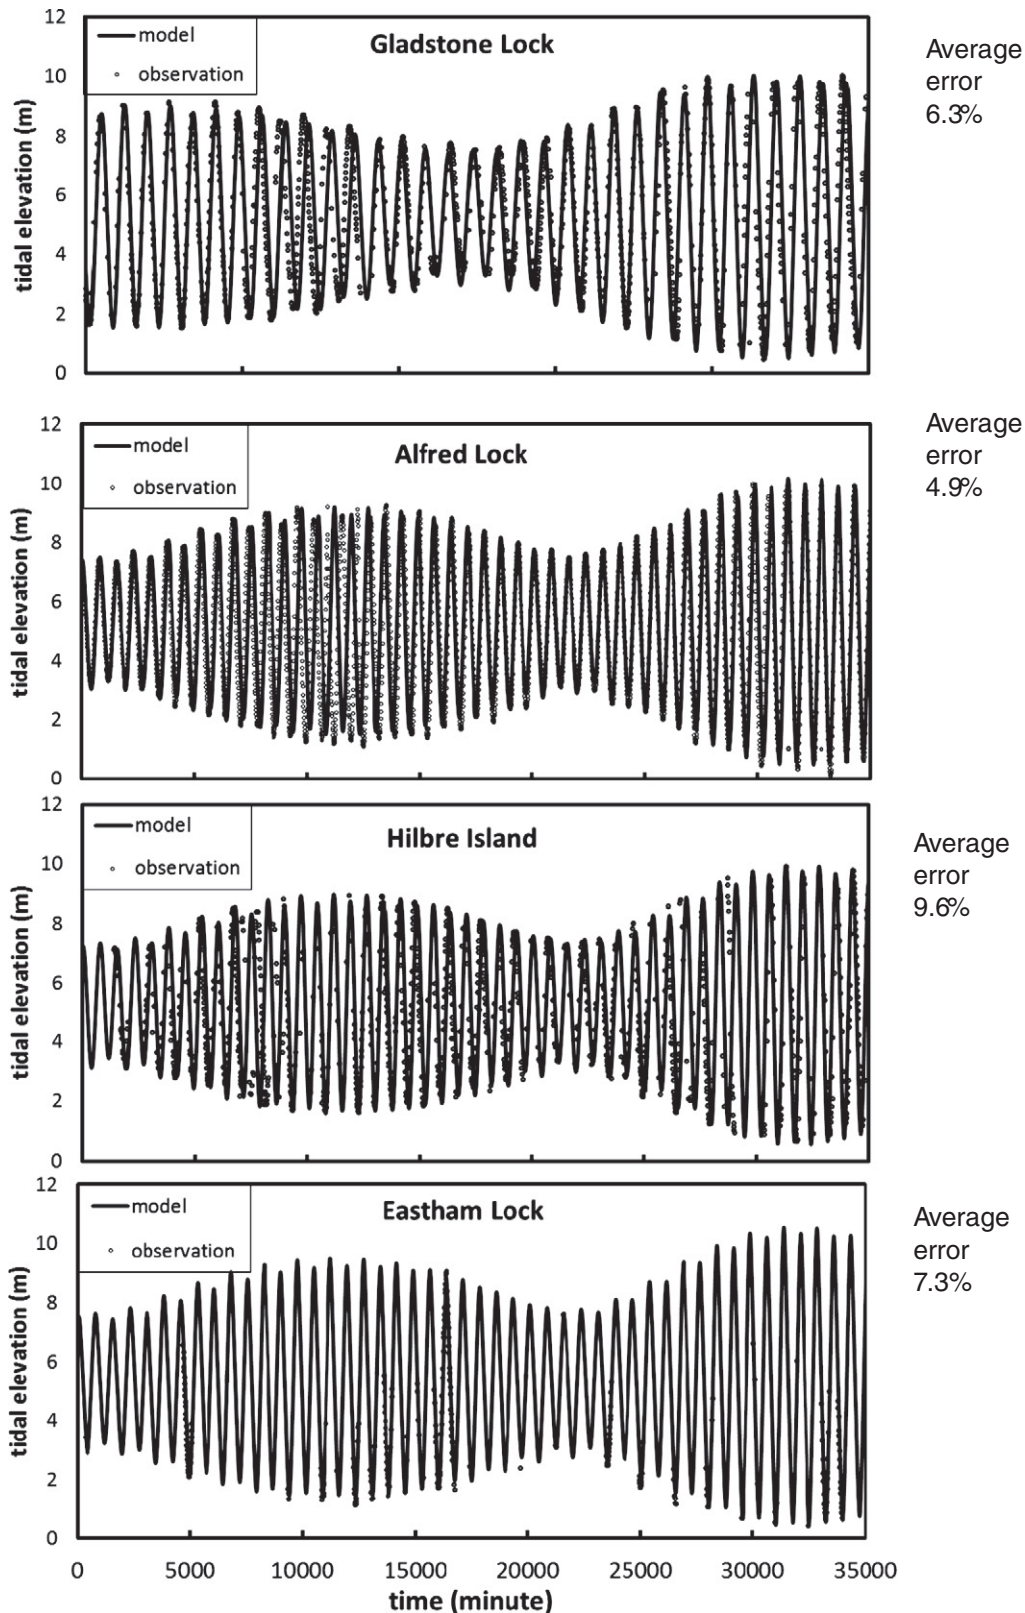 12
10
8
6
4
2
0
tidal elevation (m)
model
observation
Gladstone Lock
Average
error
6.3%
12
10
8
6
4
2
0
tidal elevation (m)
model
observation
Alfred Lock
Average
error
4.9%
12
10
8
6
4
2
0
tidal elevation (m)
model
observation
Hilbre Island
Average
error
9.6%
12
10
8
6
4
2
0
tidal elevation (m)
model
observation
Eastham Lock
Average
error
7.3%
0 5000 10000 15000 20000 25000 30000 35000
time (minute)